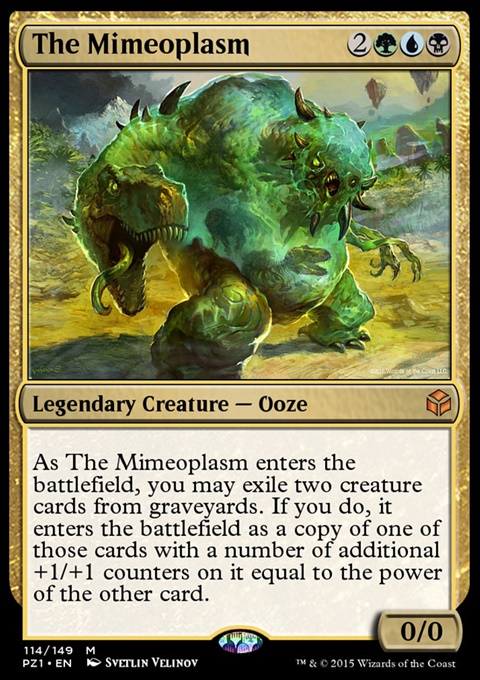 The Mimeoplasm 2
Legendary Creature — Ooze
As The Mimeoplasm enters the
battlefield, you may exile two creature
cards from graveyards. If you do, it
enters the battlefield as a copy of one of
those cards with a number of additional
+1/+1 counters on it equal to the power
of the other card.
0/0
114/149 M
PZ1 • EN Svetlin Velinov
™ & © 2015 Wizards of the Coast